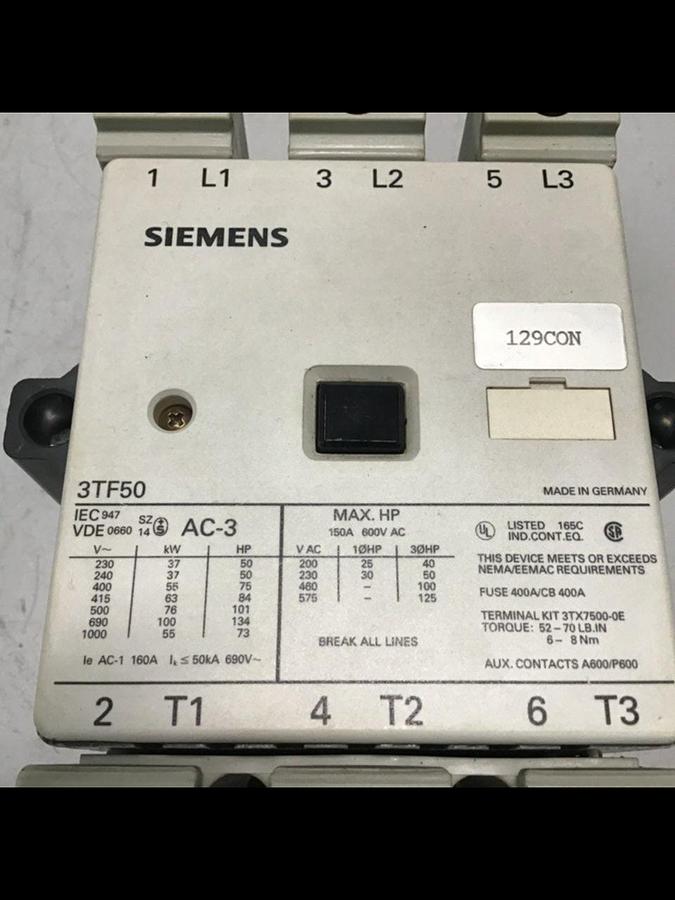 1 L1 3 L2 5 L3
SIEMENS
129CON
3TF50
MADE IN GERMANY
IEC 947
VDE 0660 SZ 14 S AC-3
V~ kW HP
230 37 50
240 37 50
400 55 75
415 63 84
500 76 101
690 100 134
1000 55 73
Ie AC-1 160A Ik ≤ 50kA 690V~
MAX. HP
150A 600V AC
V AC 1ØHP 3ØHP
200 25 40
230 30 50
460 – 100
575 – 125
BREAK ALL LINES
UL LISTED 165C
IND.CONT.EQ. SA
THIS DEVICE MEETS OR EXCEEDS
NEMA/EEMAC REQUIREMENTS
FUSE 400A/CB 400A
TERMINAL KIT 3TX7500-0E
TORQUE: 52-70 LB.IN
6- 8 Nm
AUX. CONTACTS A600/P600
2 T1 4 T2 6 T3